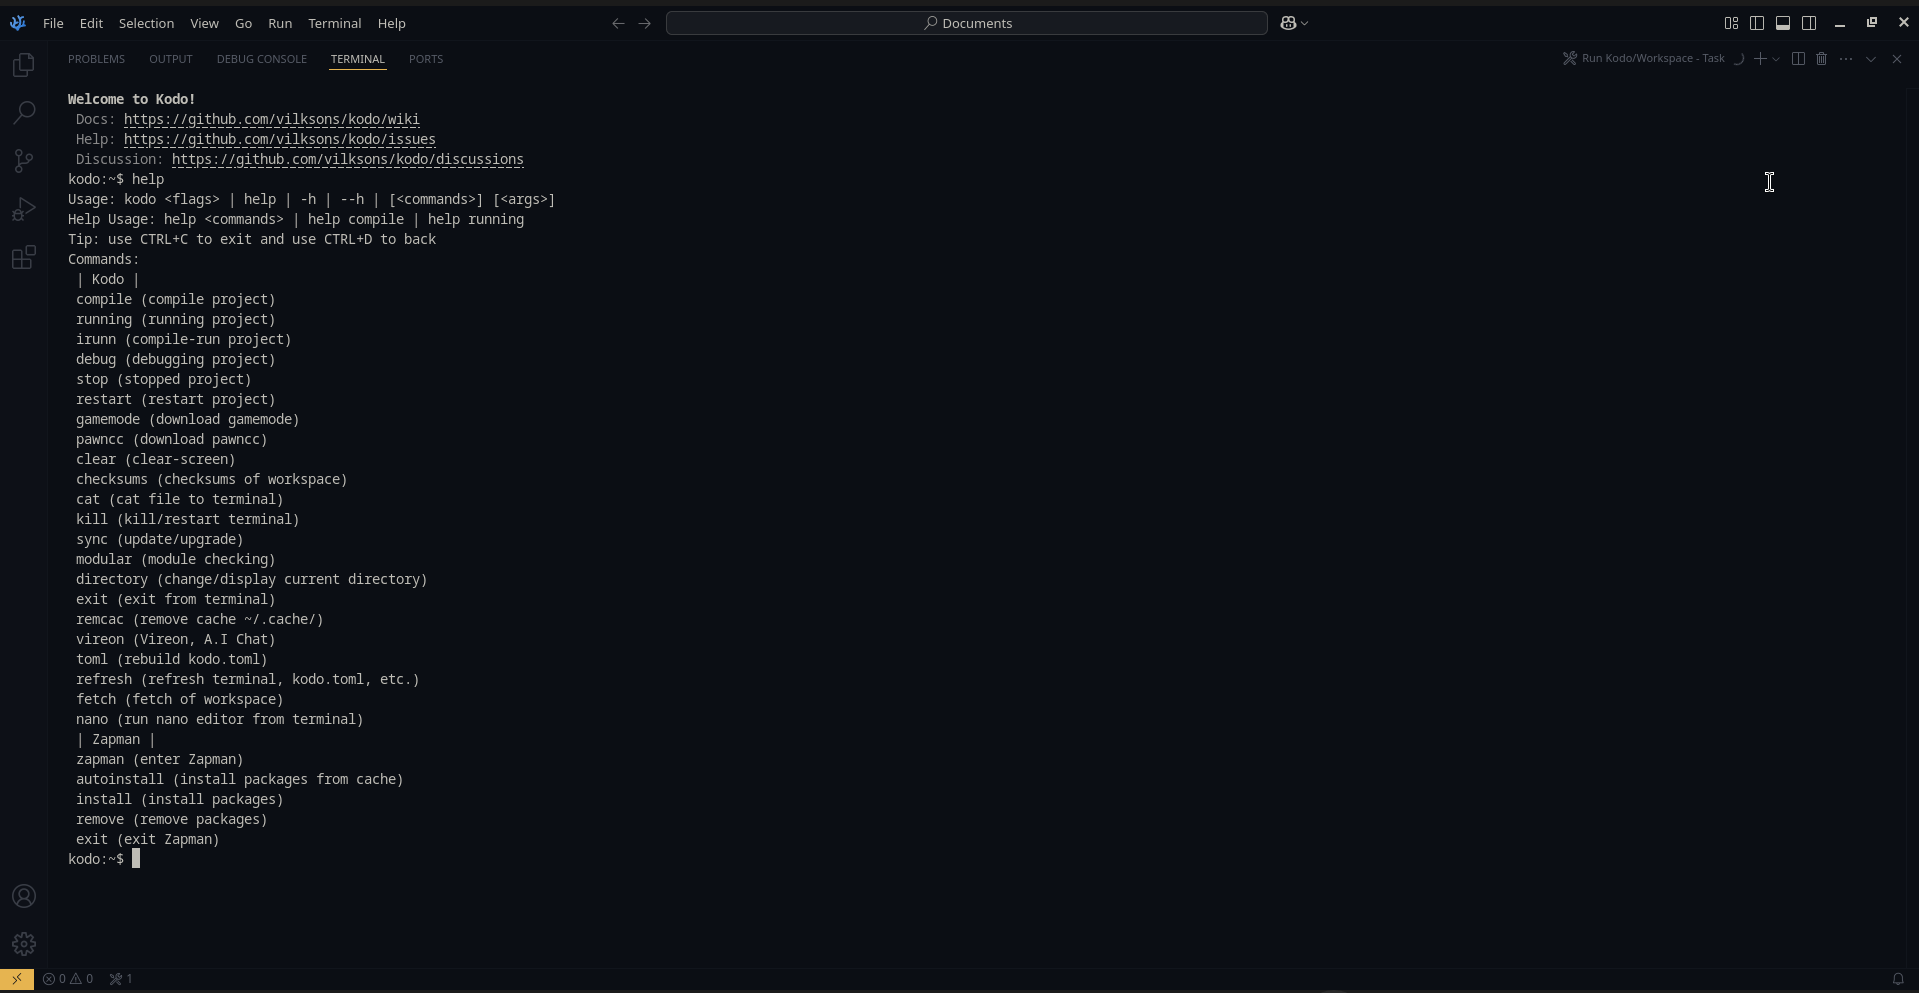 File Edit Selection View Go Run Terminal Help
Documents
PROBLEMS OUTPUT DEBUG CONSOLE TERMINAL PORTS
Run Kodo/Workspace - Task
Welcome to Kodo!
Docs: https://github.com/vilksons/kodo/wiki
Help: https://github.com/vilksons/kodo/issues
Discussion: https://github.com/vilksons/kodo/discussions
kodo:~$ help
Usage: kodo <flags> | help | -h | --h | [<commands>] [<args>]
Help Usage: help <commands> | help compile | help running
Tip: use CTRL+C to exit and use CTRL+D to back
Commands:
| Kodo |
compile (compile project)
running (running project)
irunn (compile-run project)
debug (debugging project)
stop (stopped project)
restart (restart project)
gamemode (download gamemode)
pawncc (download pawncc)
clear (clear-screen)
checksums (checksums of workspace)
cat (cat file to terminal)
kill (kill/restart terminal)
sync (update/upgrade)
modular (module checking)
directory (change/display current directory)
exit (exit from terminal)
remcac (remove cache ~/.cache/)
vireon (Vireon, A.I Chat)
toml (rebuild kodo.toml)
refresh (refresh terminal, kodo.toml, etc.)
fetch (fetch of workspace)
nano (run nano editor from terminal)
| Zapman |
zapman (enter Zapman)
autoinstall (install packages from cache)
install (install packages)
remove (remove packages)
exit (exit Zapman)
kodo:~$
0 0 1